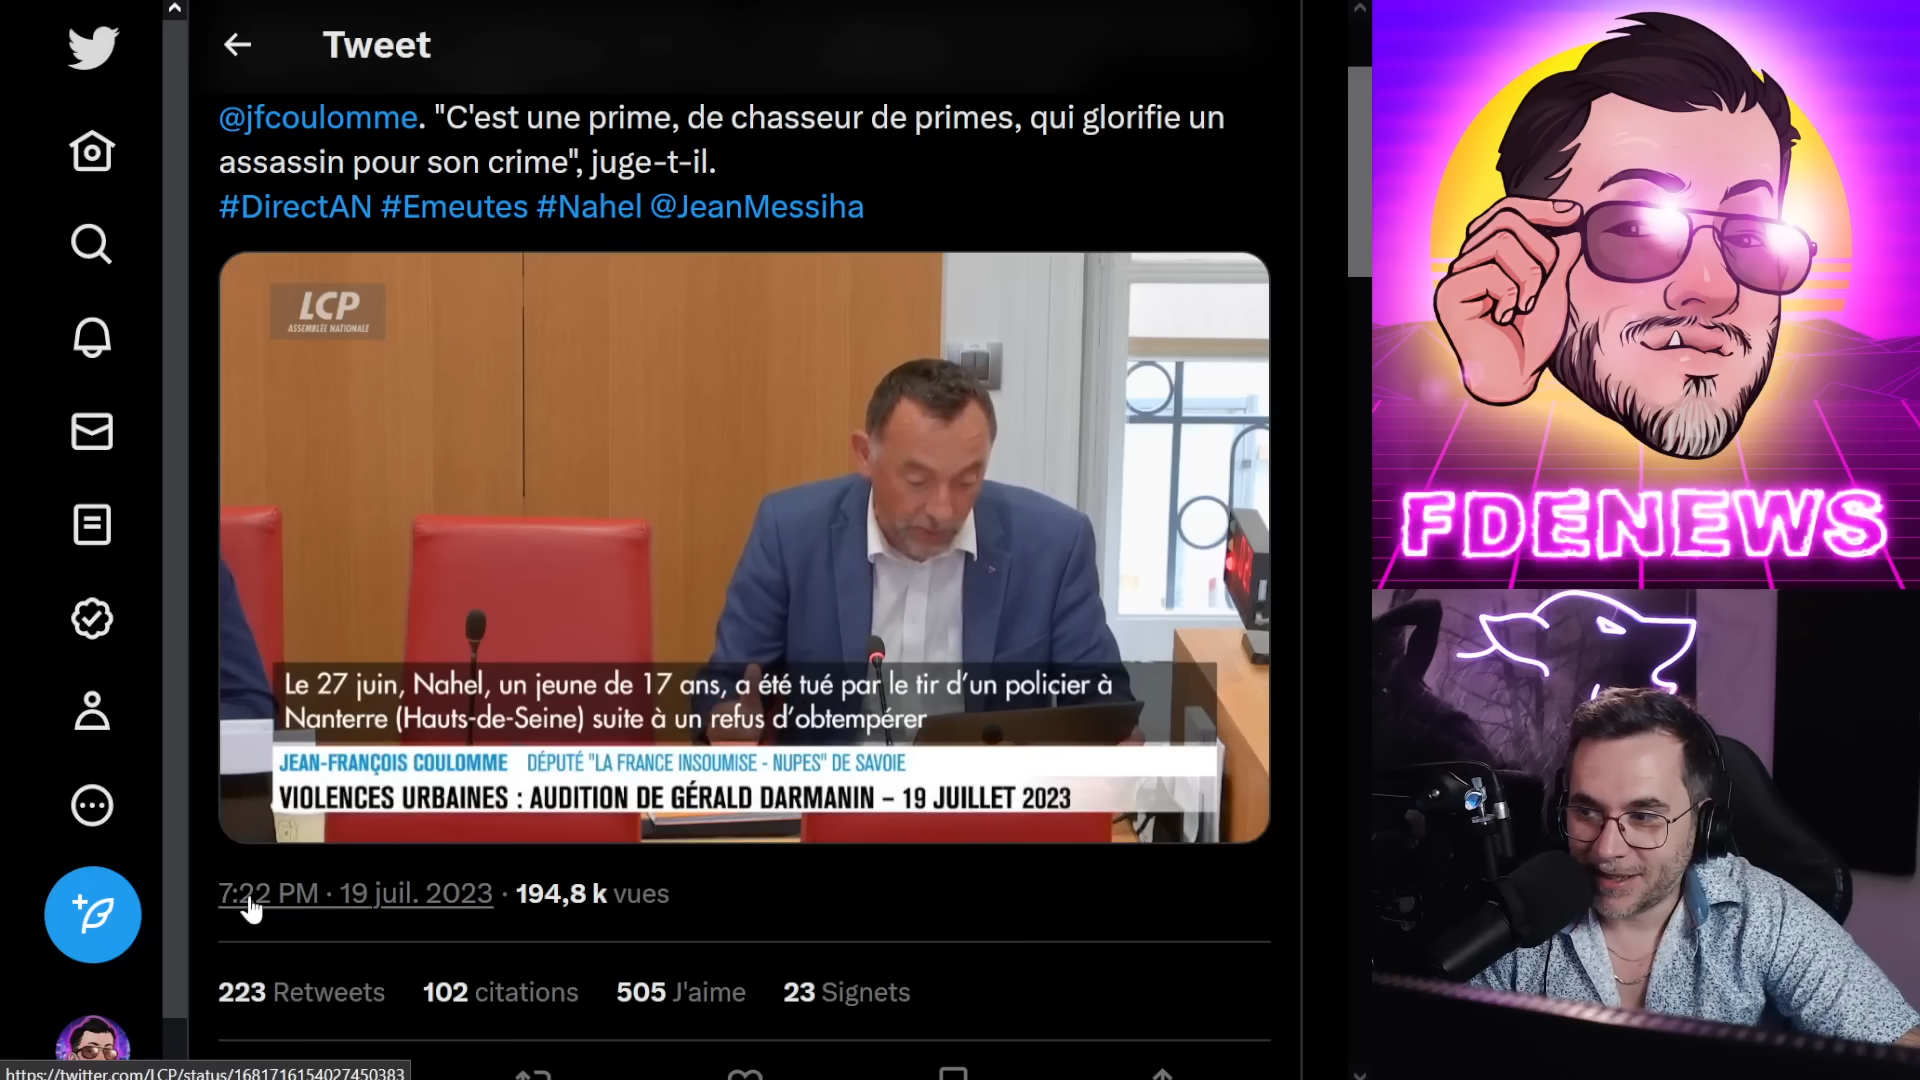 Tweet
@jfcoulomme. "C'est une prime, de chasseur de primes, qui glorifie un
assassin pour son crime", juge-t-il.
#DirectAN #Emeutes #Nahel @JeanMessiha
LCP
ASSEMBLÉE NATIONALE
Le 27 juin, Nahel, un jeune de 17 ans, a été tué par le tir d'un policier à
Nanterre (Hauts-de-Seine) suite à un refus d'obtempérer
JEAN-FRANÇOIS COULOMME DÉPUTÉ "LA FRANCE INSOUMISE - NUPES" DE SAVOIE
VIOLENCES URBAINES : AUDITION DE GÉRALD DARMANIN – 19 JUILLET 2023
7:22 PM · 19 juil. 2023 · 194,8 k vues
223 Retweets 102 citations 505 J'aime 23 Signets
https://twitter.com/LCP/status/1681716154027450383
FDENEWS